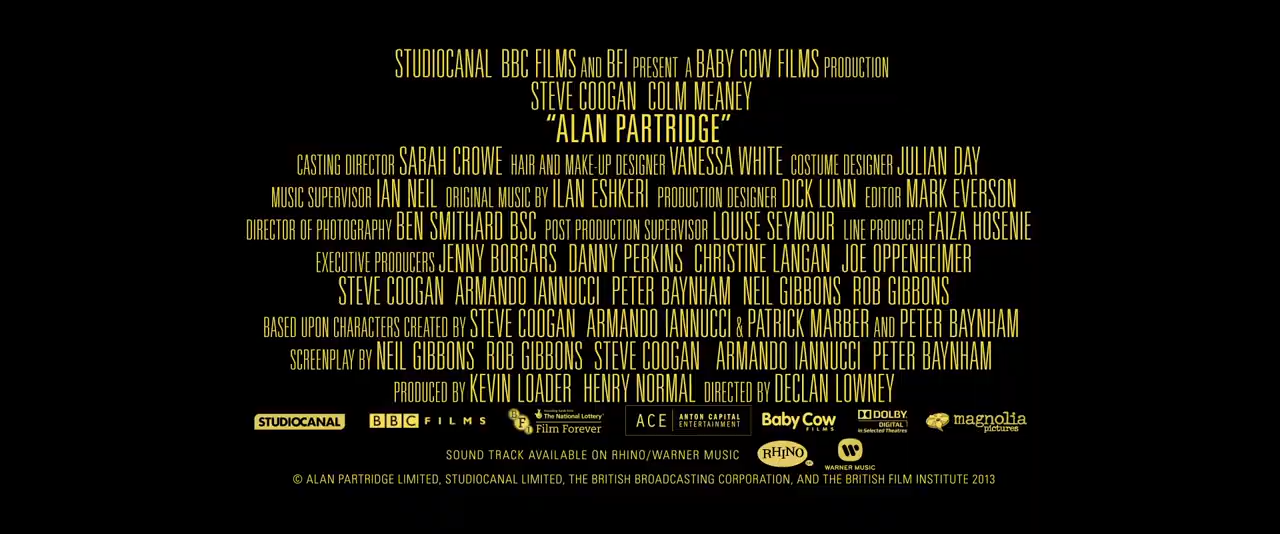 STUDIOCANAL BBC FILMS AND BFI PRESENT A BABY COW FILMS PRODUCTION
STEVE COOGAN COLM MEANEY
"ALAN PARTRIDGE"
CASTING DIRECTOR SARAH CROWE HAIR AND MAKE-UP DESIGNER VANESSA WHITE COSTUME DESIGNER JULIAN DAY
MUSIC SUPERVISOR IAN NEIL ORIGINAL MUSIC BY ILAN ESHKERI PRODUCTION DESIGNER DICK LUNN EDITOR MARK EVERSON
DIRECTOR OF PHOTOGRAPHY BEN SMITHARD BSC POST PRODUCTION SUPERVISOR LOUISE SEYMOUR LINE PRODUCER FAIZA HOSENIE
EXECUTIVE PRODUCERS JENNY BORGARS DANNY PERKINS CHRISTINE LANGAN JOE OPPENHEIMER
STEVE COOGAN ARMANDO IANNUCCI PETER BAYNHAM NEIL GIBBONS ROB GIBBONS
BASED UPON CHARACTERS CREATED BY STEVE COOGAN ARMANDO IANNUCCI & PATRICK MARBER AND PETER BAYNHAM
SCREENPLAY BY NEIL GIBBONS ROB GIBBONS STEVE COOGAN ARMANDO IANNUCCI PETER BAYNHAM
PRODUCED BY KEVIN LOADER HENRY NORMAL DIRECTED BY DECLAN LOWNEY
STUDIOCANAL
BBC FILMS
BFI
The National Lottery
Film Forever
ACE ANTON CAPITAL
ENTERTAINMENT
Baby Cow
FILMS
DOLBY
DIGITAL
In Selected Theatres
magnolia
pictures
SOUND TRACK AVAILABLE ON RHINO/WARNER MUSIC
RHINO
WARNER MUSIC
© ALAN PARTRIDGE LIMITED, STUDIOCANAL LIMITED, THE BRITISH BROADCASTING CORPORATION, AND THE BRITISH FILM INSTITUTE 2013